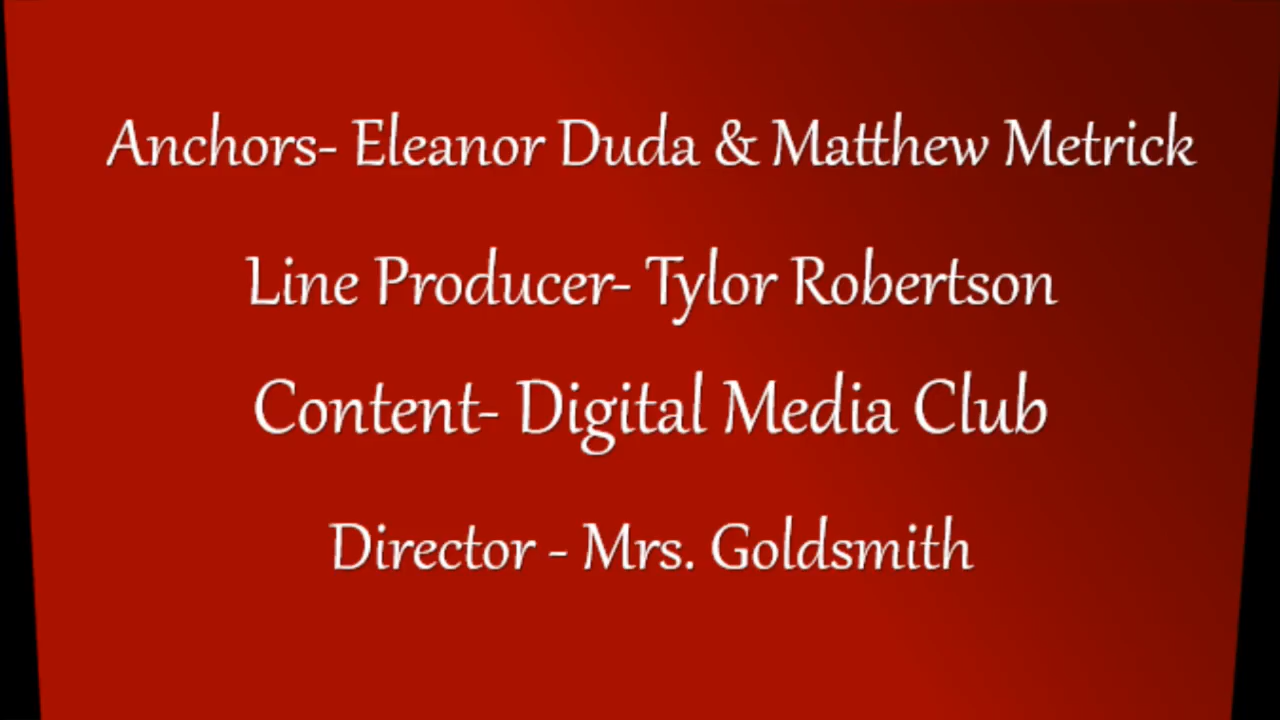 Anchors- Eleanor Duda & Matthew Metrick
Line Producer- Tylor Robertson
Content- Digital Media Club
Director - Mrs. Goldsmith